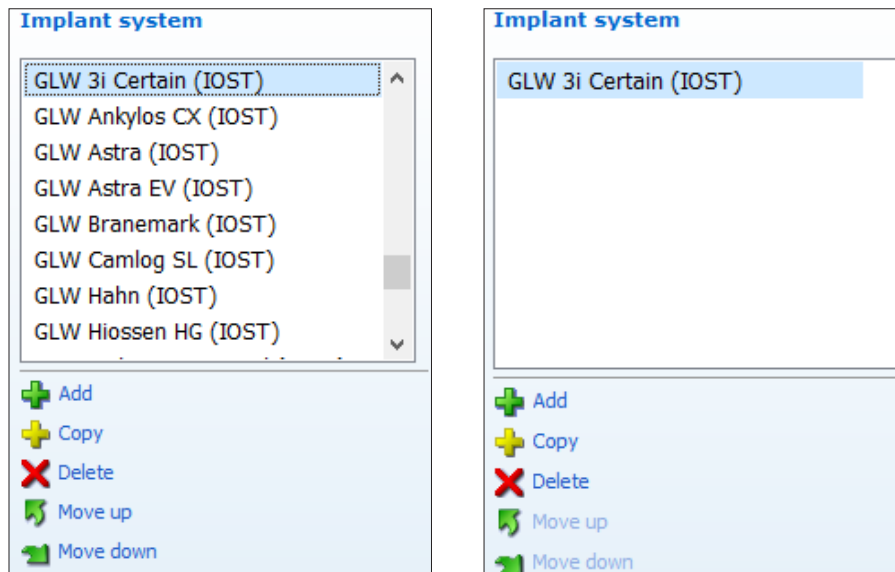 Implant system
GLW 3i Certain (IOST)
GLW Ankylos CX (IOST)
GLW Astra (IOST)
GLW Astra EV (IOST)
GLW Branemark (IOST)
GLW Camlog SL (IOST)
GLW Hahn (IOST)
GLW Hiossen HG (IOST)
Add
Copy
Delete
Move up
Move down
Implant system
GLW 3i Certain (IOST)
Add
Copy
Delete
Move up
Move down